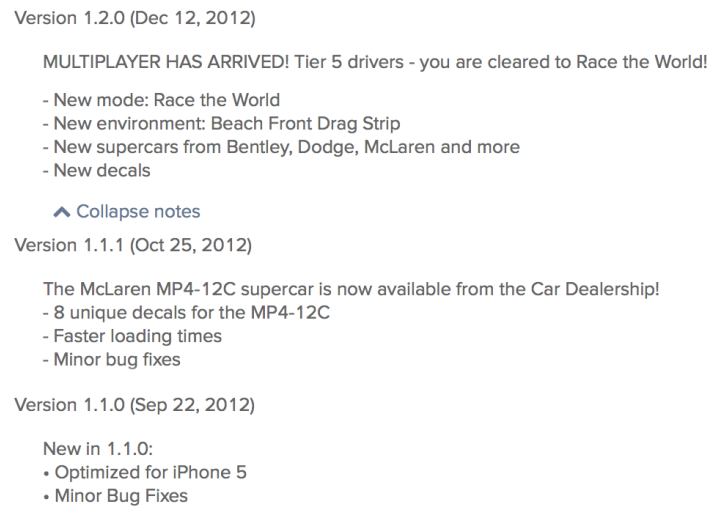 Version 1.2.0 (Dec 12, 2012)
MULTIPLAYER HAS ARRIVED! Tier 5 drivers - you are cleared to Race the World!
- New mode: Race the World
- New environment: Beach Front Drag Strip
- New supercars from Bentley, Dodge, McLaren and more
- New decals
Collapse notes
Version 1.1.1 (Oct 25, 2012)
The McLaren MP4-12C supercar is now available from the Car Dealership!
- 8 unique decals for the MP4-12C
- Faster loading times
- Minor bug fixes
Version 1.1.0 (Sep 22, 2012)
New in 1.1.0:
• Optimized for iPhone 5
• Minor Bug Fixes